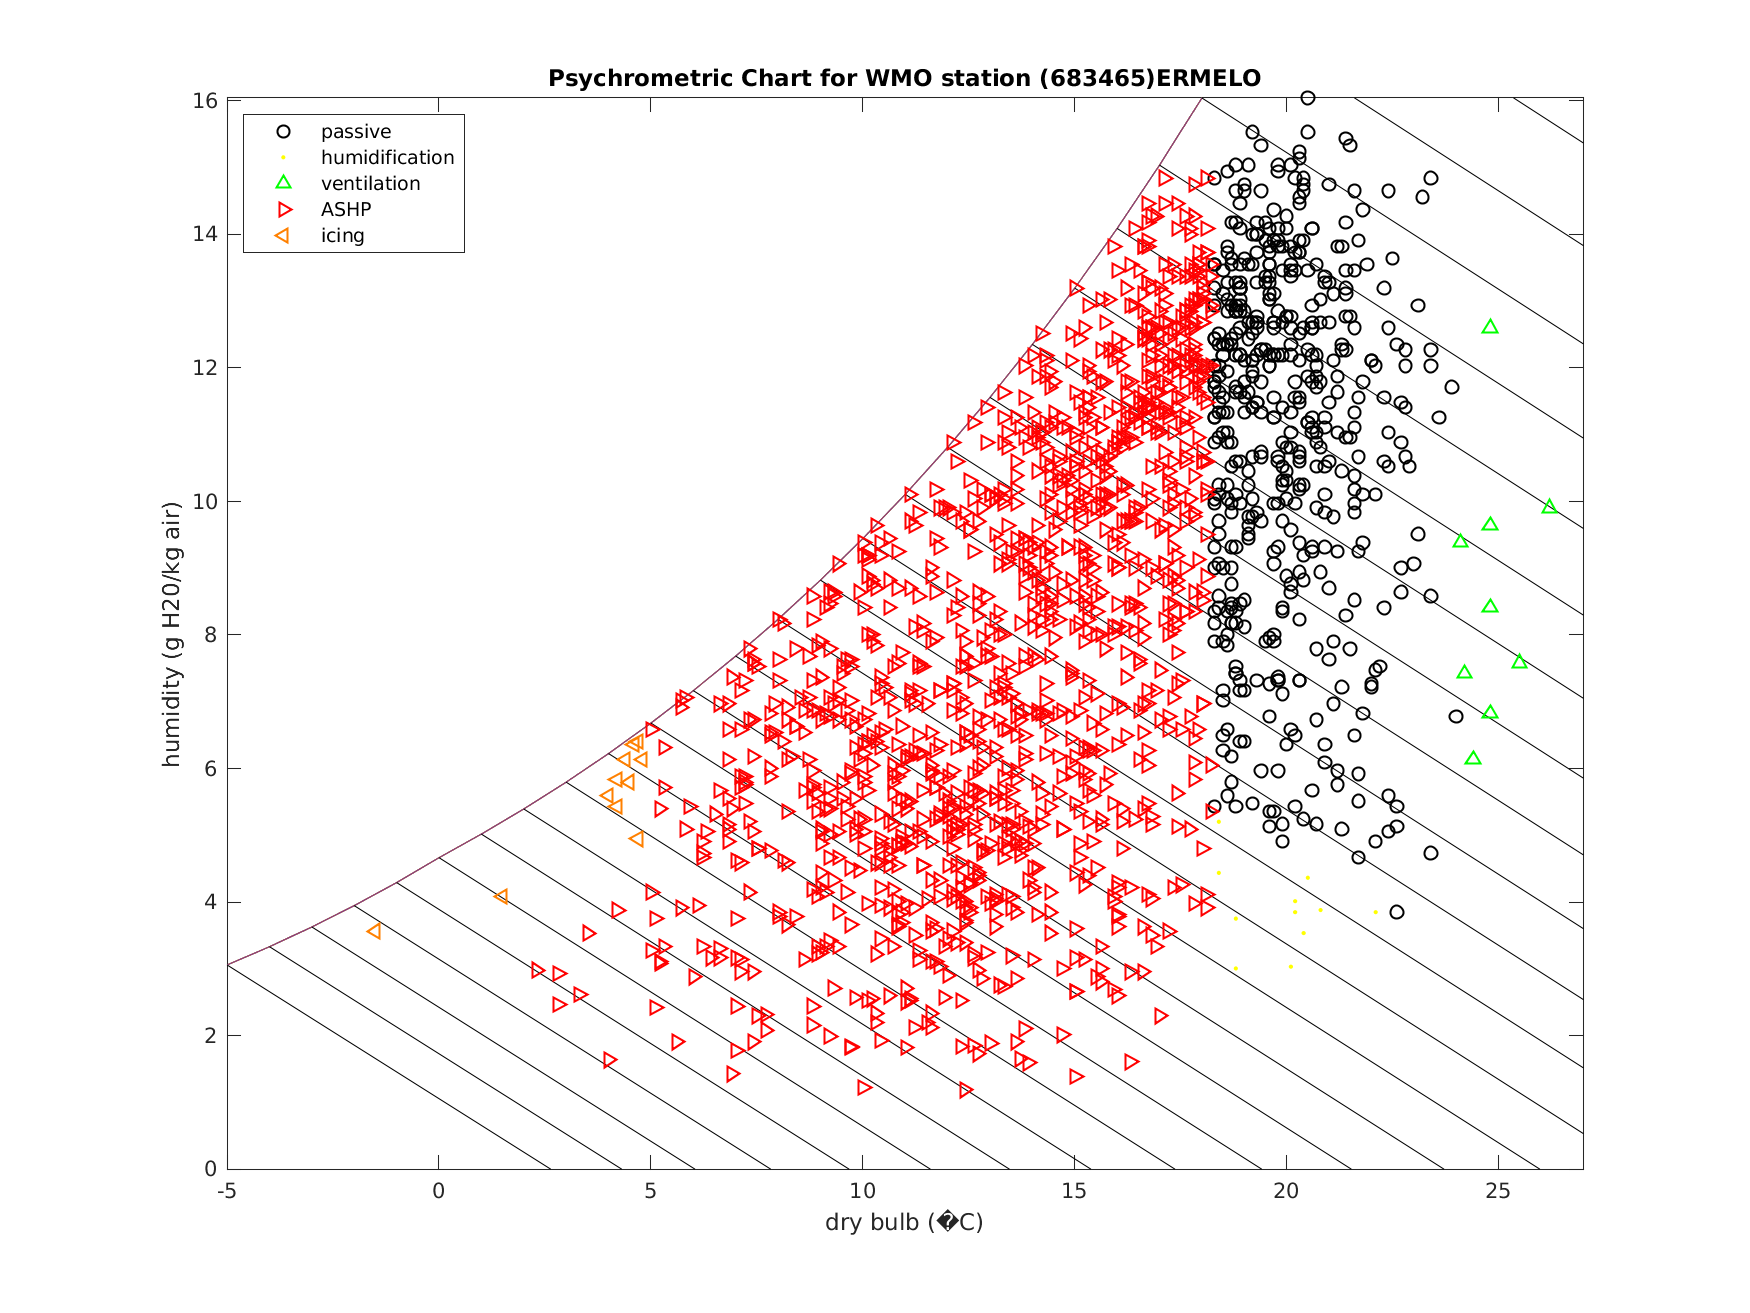 Psychrometric Chart for WMO station (683465)ERMELO
passive
humidification
ventilation
ASHP
icing
humidity (g H20/kg air)
16
14
12
10
8
6
4
2
0
-5 0 5 10 15 20 25
dry bulb (�C)